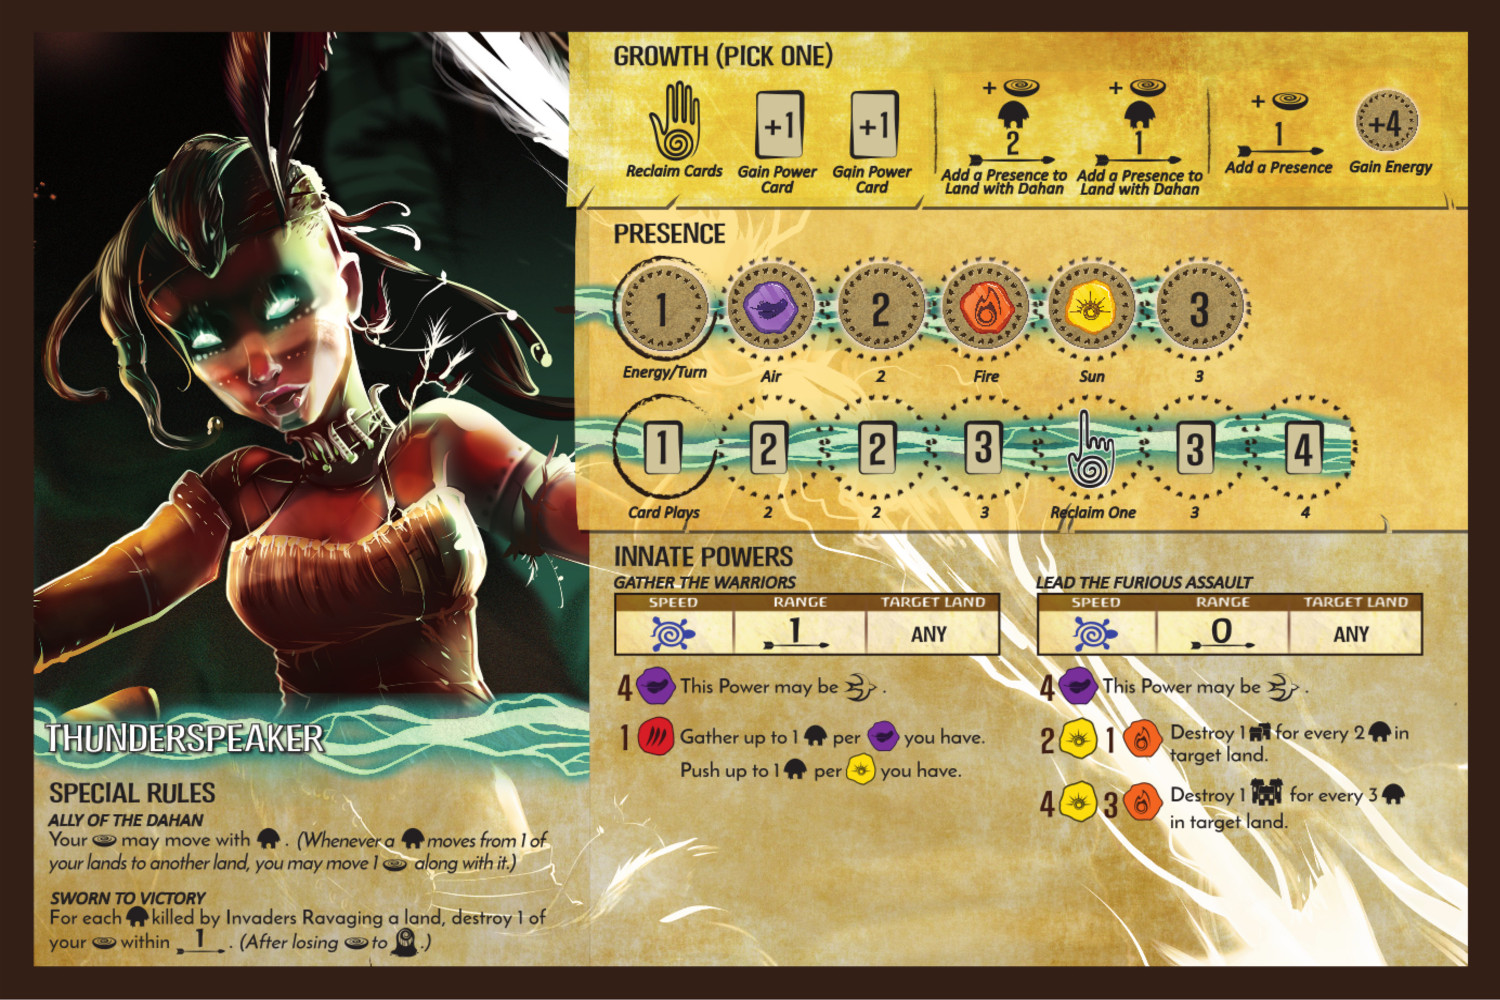 GROWTH (PICK ONE)
+1 +1
+ + +
2 1 1
+4
Reclaim Cards
Gain Power
Card
Gain Power
Card
Add a Presence to
Land with Dahan
Add a Presence to
Land with Dahan
Add a Presence
Gain Energy
PRESENCE
1 2 3
Energy/Turn Air 2 Fire Sun 3
1 2 2 3 3 4
Card Plays 2 2 3 Reclaim One 3 4
INNATE POWERS
GATHER THE WARRIORS
SPEED RANGE TARGET LAND
1 ANY
4 This Power may be .
1 Gather up to 1 per you have.
Push up to 1 per you have.
LEAD THE FURIOUS ASSAULT
SPEED RANGE TARGET LAND
0 ANY
4 This Power may be .
2 1 Destroy 1 for every 2 in
target land.
4 3 Destroy 1 for every 3
in target land.
THUNDERSPEAKER
SPECIAL RULES
ALLY OF THE DAHAN
Your may move with . (Whenever a moves from 1 of
your lands to another land, you may move 1 along with it.)
SWORN TO VICTORY
For each killed by Invaders Ravaging a land, destroy 1 of
your within 1 . (After losing to .)